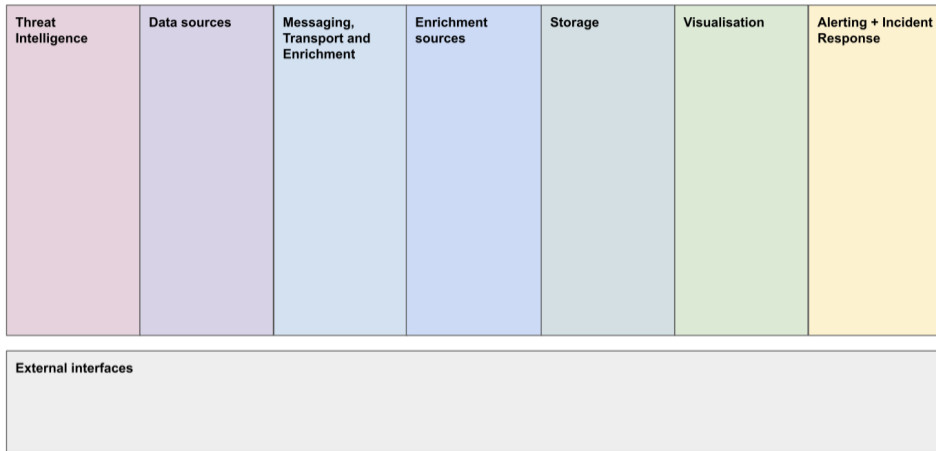 Threat
Intelligence
Data sources
Messaging,
Transport and
Enrichment
Enrichment
sources
Storage
Visualisation
Alerting + Incident
Response
External interfaces